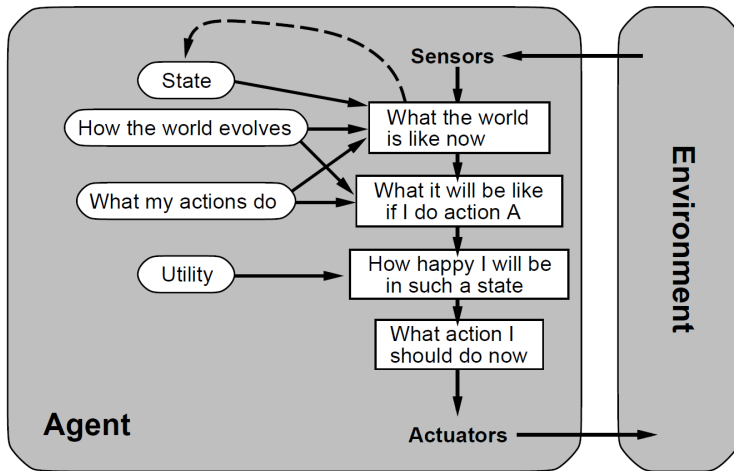 Sensors
State
What the world
is like now
How the world evolves
What my actions do
What it will be like
if I do action A
Utility
How happy I will be
in such a state
What action I
should do now
Agent
Actuators
Environment